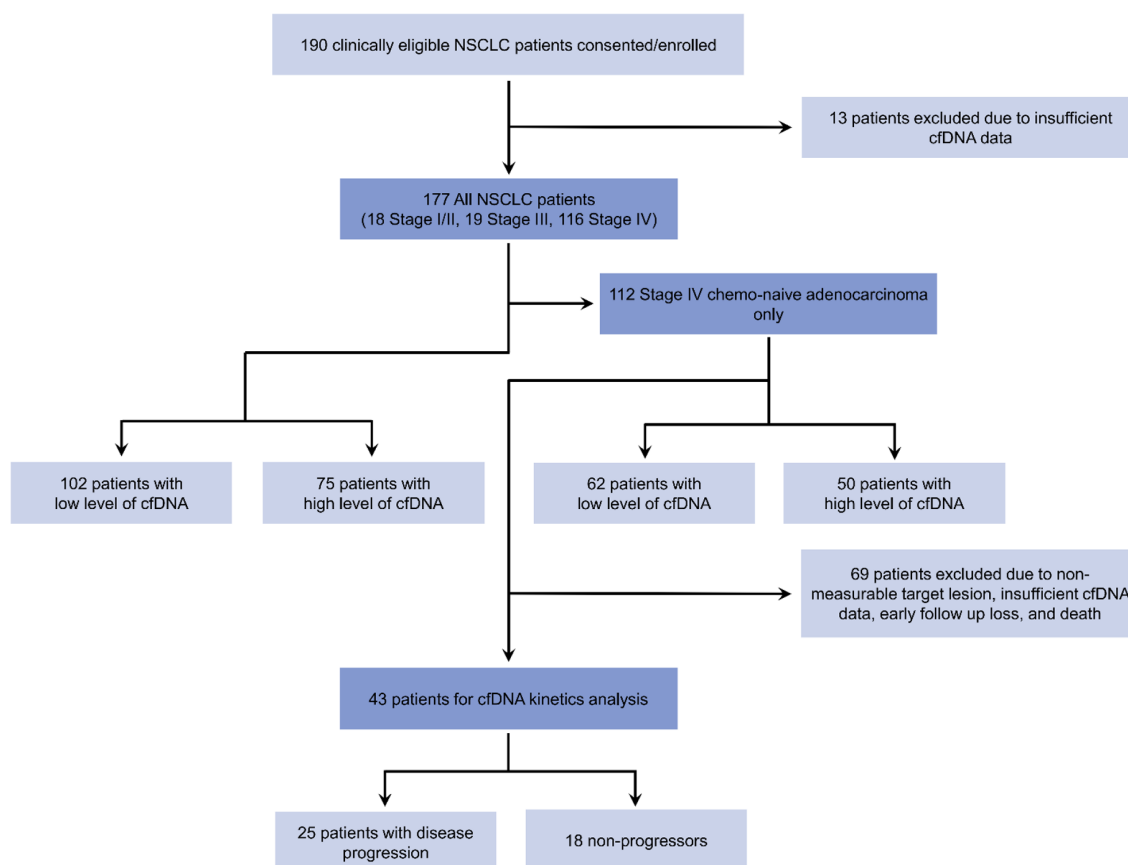 190 clinically eligible NSCLC patients consented/enrolled
13 patients excluded due to insufficient
cfDNA data
177 All NSCLC patients
(18 Stage I/II, 19 Stage III, 116 Stage IV)
112 Stage IV chemo-naive adenocarcinoma
only
102 patients with
low level of cfDNA
75 patients with
high level of cfDNA
62 patients with
low level of cfDNA
50 patients with
high level of cfDNA
69 patients excluded due to non-
measurable target lesion, insufficient cfDNA
data, early follow up loss, and death
43 patients for cfDNA kinetics analysis
25 patients with disease
progression
18 non-progressors